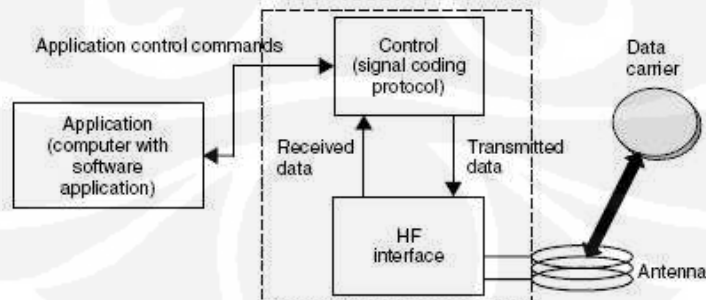 Application control commands
Control
(signal coding
protocol)
Data
carrier
Application
(computer with
software
application)
Received
data
Transmitted
data
HF
interface
Antenna